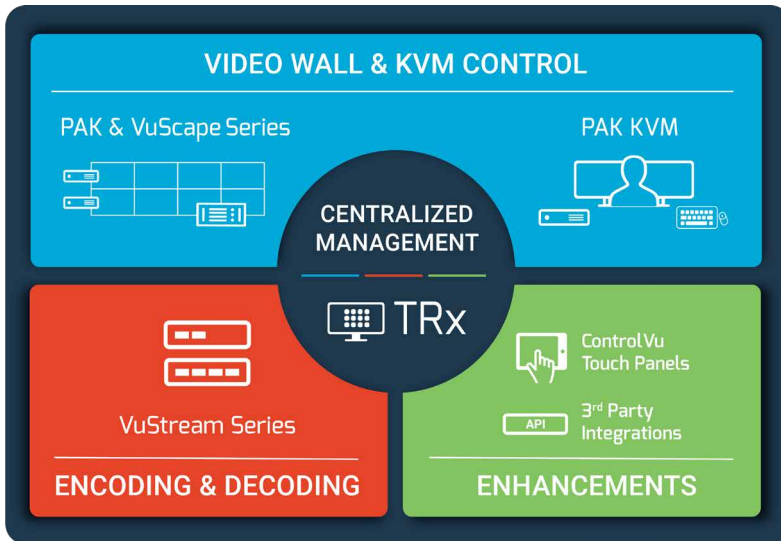 VIDEO WALL & KVM CONTROL
PAK & VuScape Series
PAK KVM
CENTRALIZED
MANAGEMENT
TRx
VuStream Series
ENCODING & DECODING
ControlVu
Touch Panels
API
3rd Party
Integrations
ENHANCEMENTS